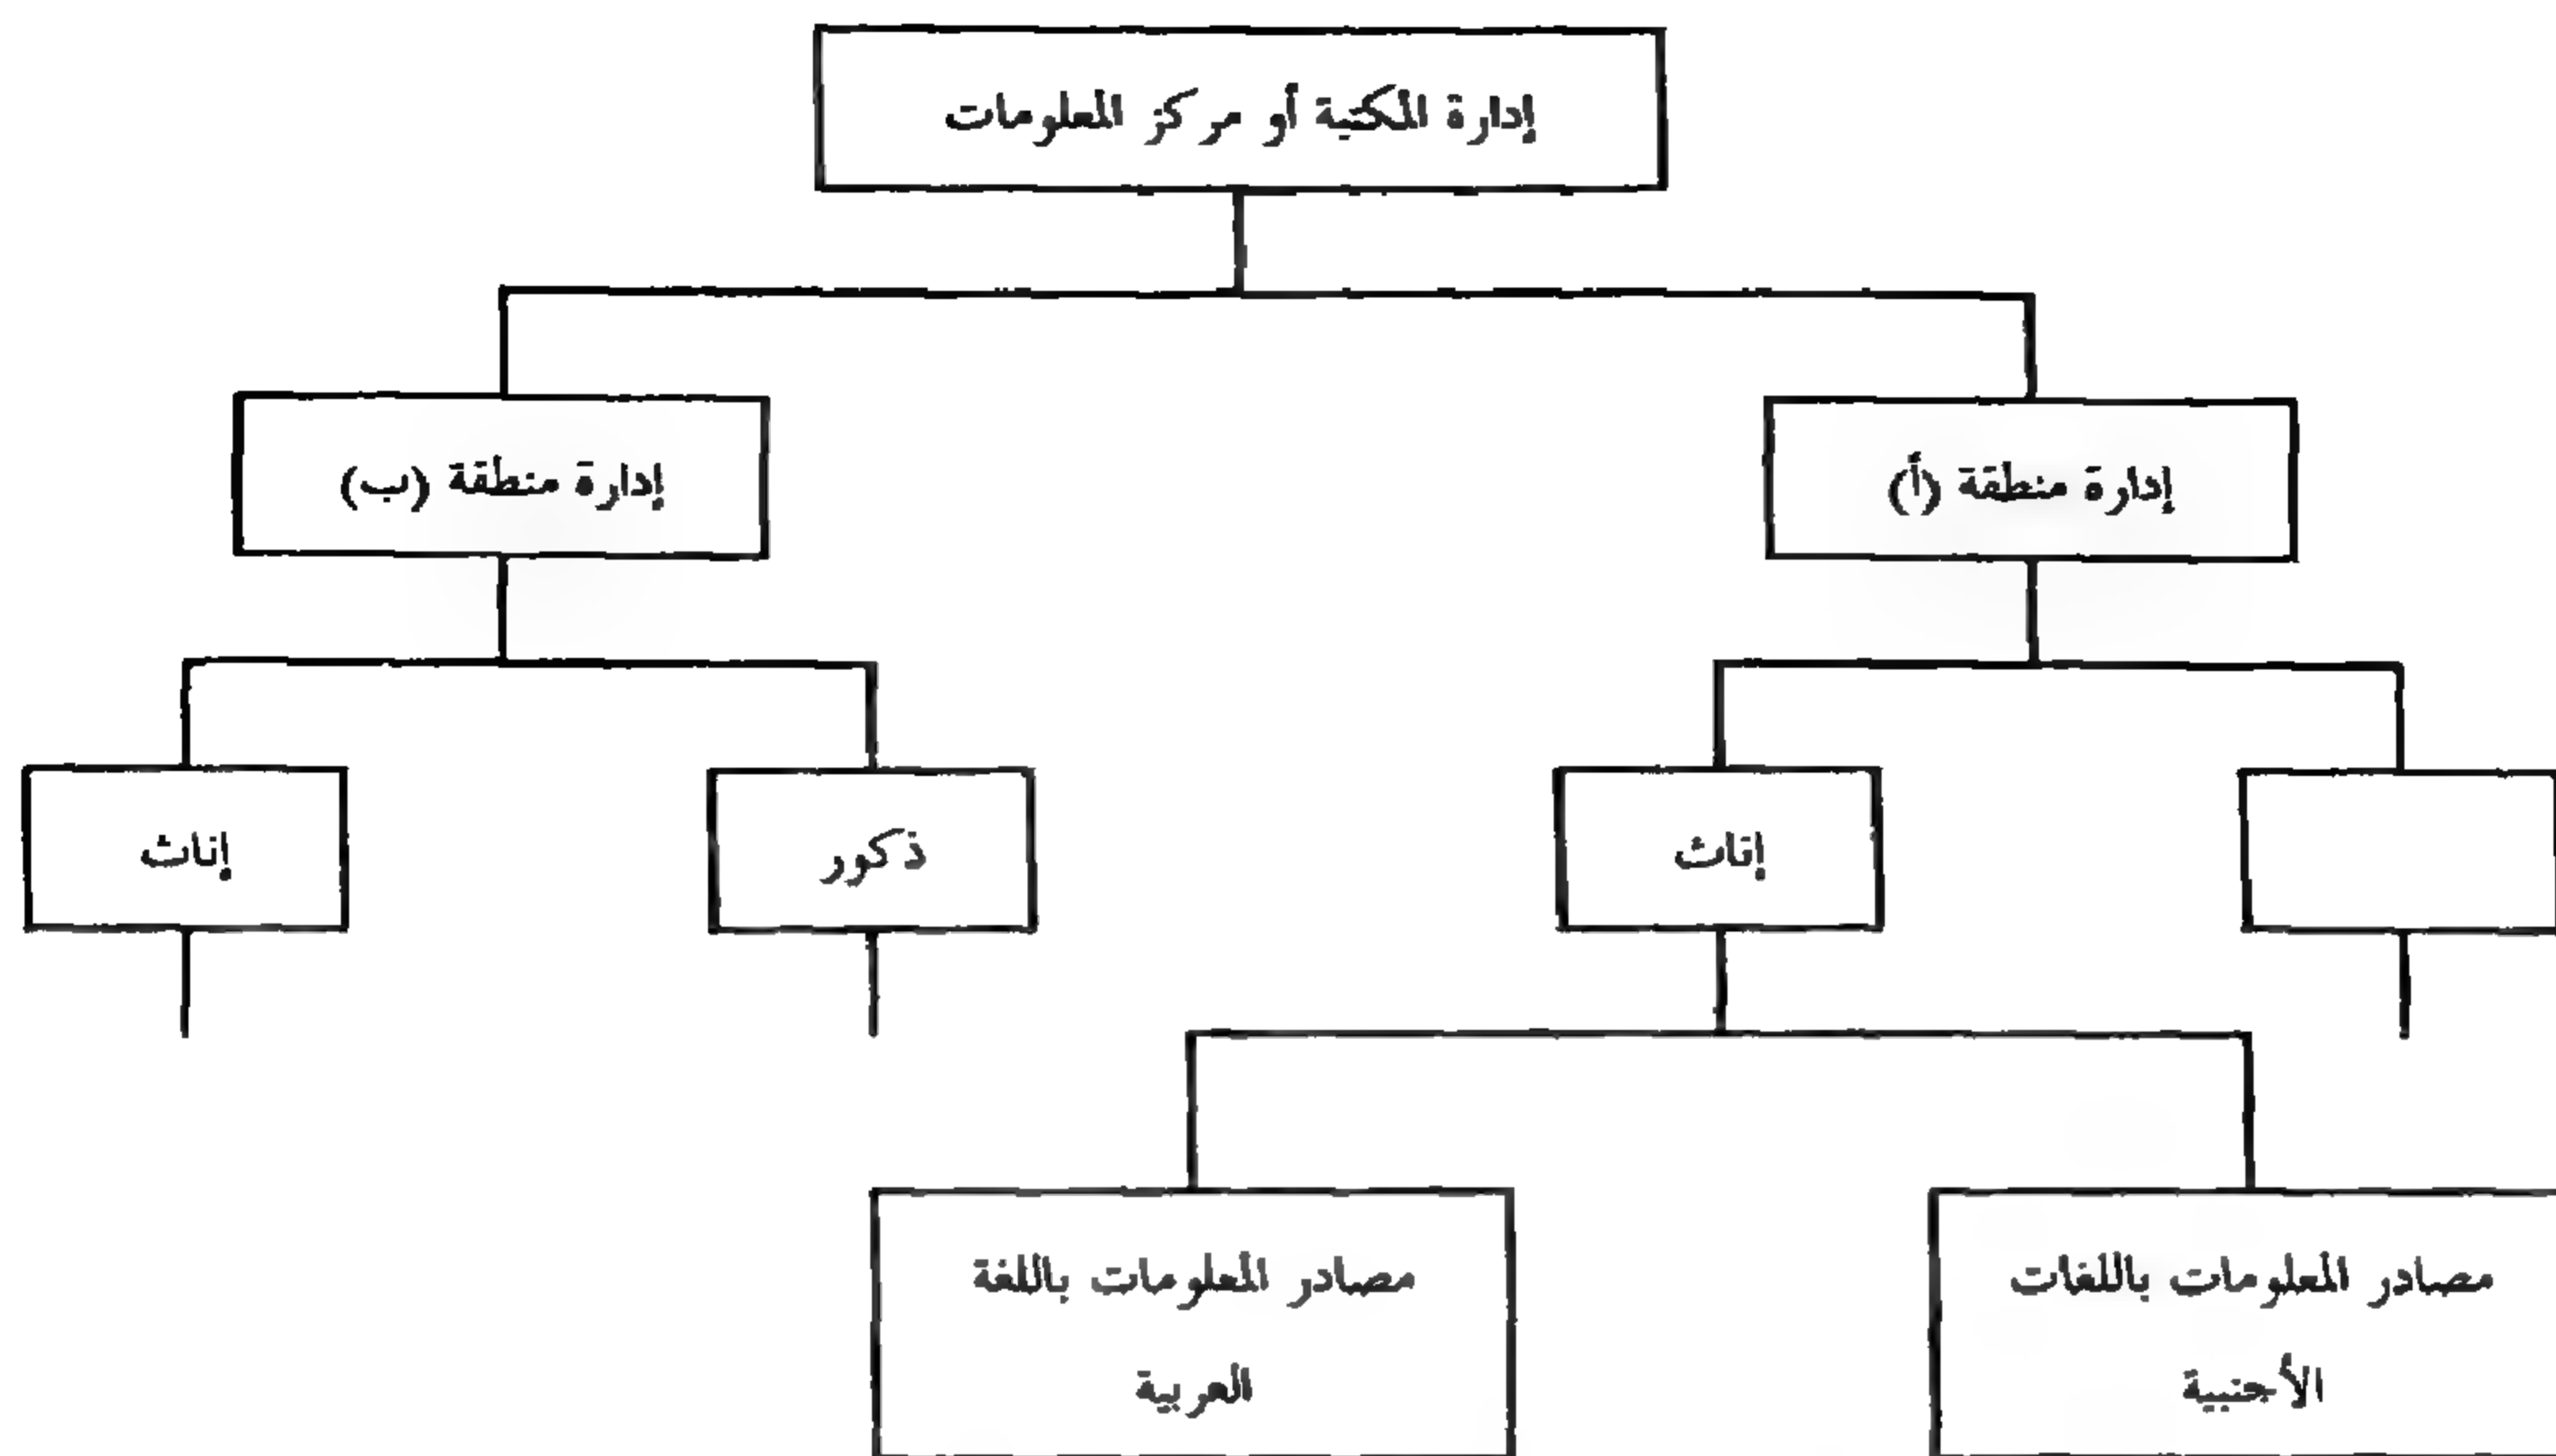 إدارة المكتبة أو مركز المعلومات
إدارة منطقة (أ)
إدارة منطقة (ب)
إناث
ذكور
إناث
مصادر المعلومات باللغات
الأجنبية
مصادر المعلومات باللغة
العربية